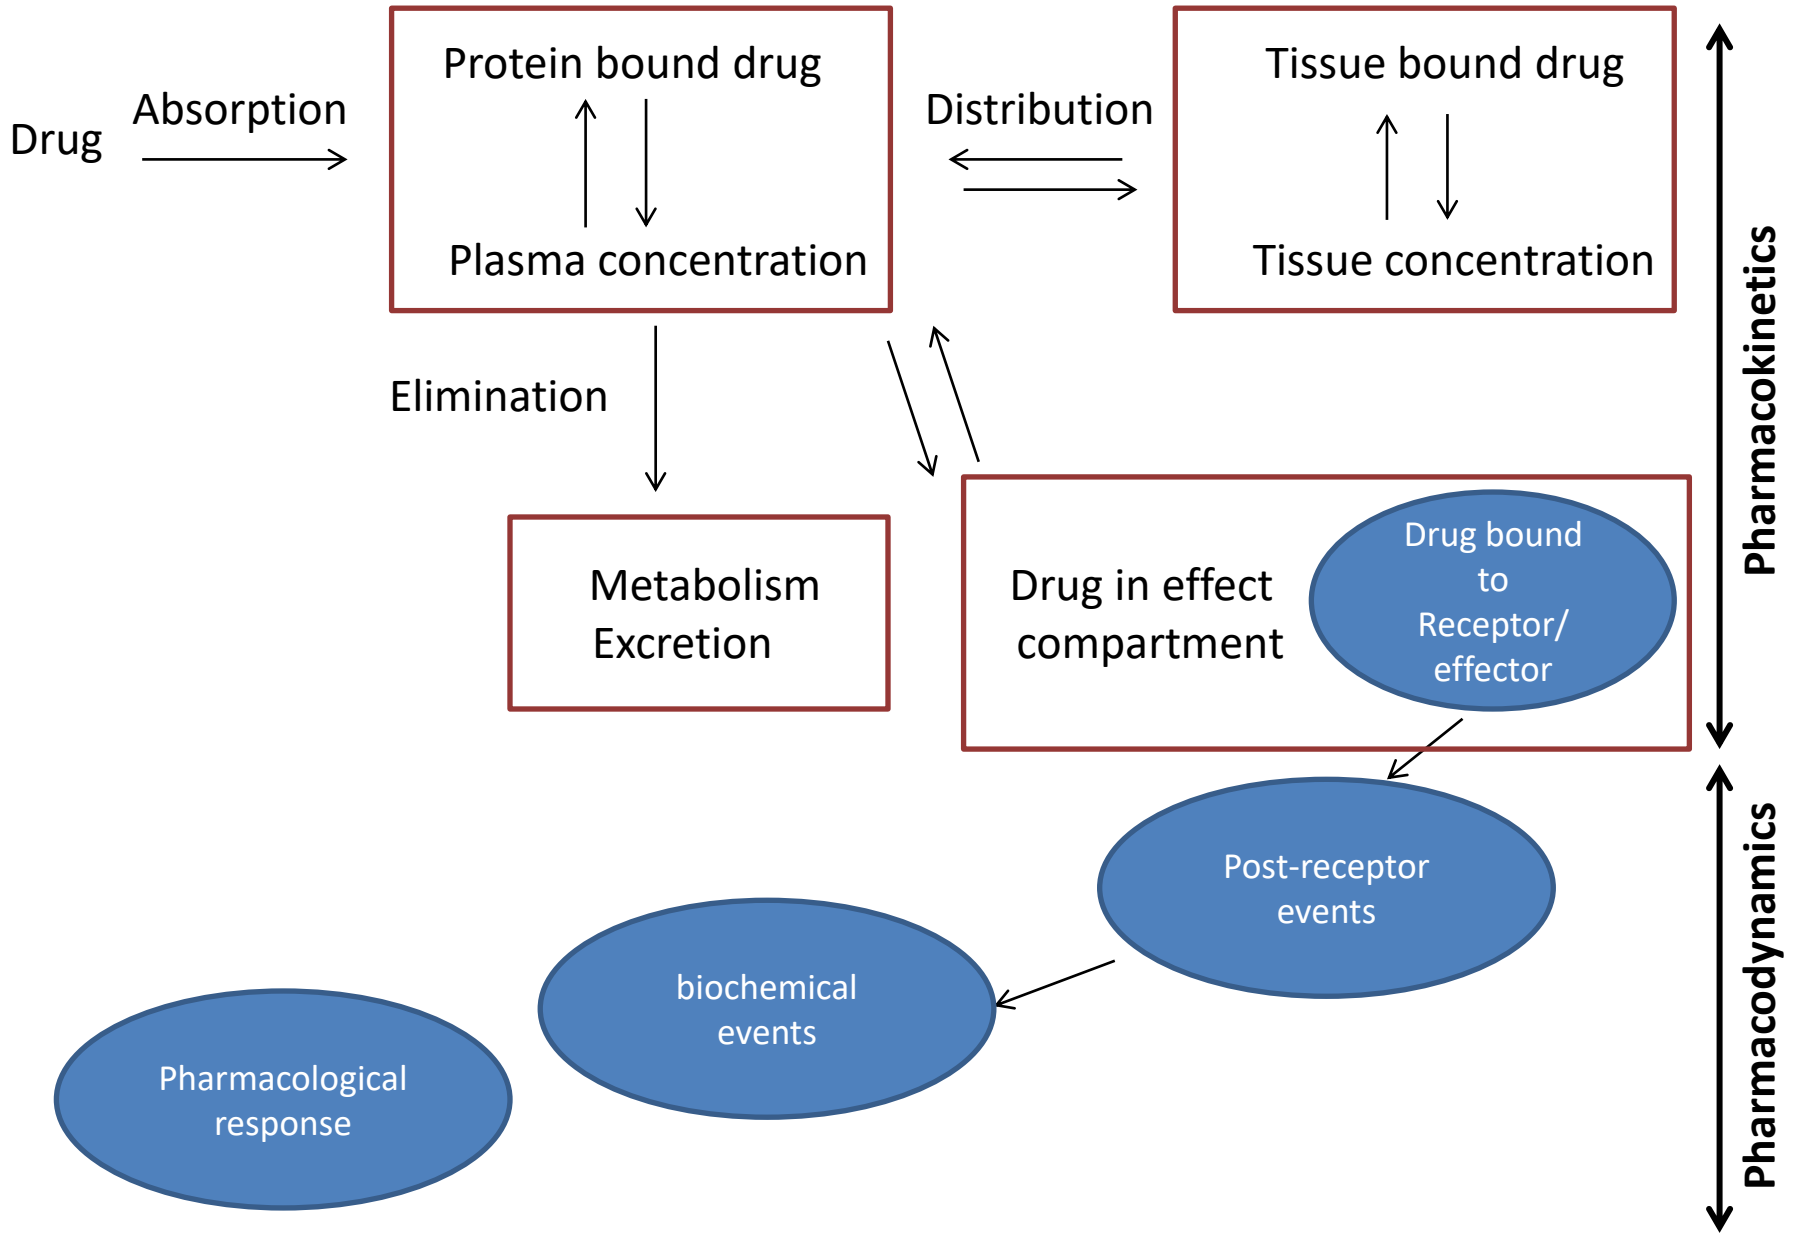 Drug
Absorption
Protein bound drug
Plasma concentration
Distribution
Tissue bound drug
Tissue concentration
Elimination
Metabolism
Excretion
Drug in effect
compartment
Drug bound
to
Receptor/
effector
Post-receptor
events
biochemical
events
Pharmacological
response
Pharmacokinetics
Pharmacodynamics